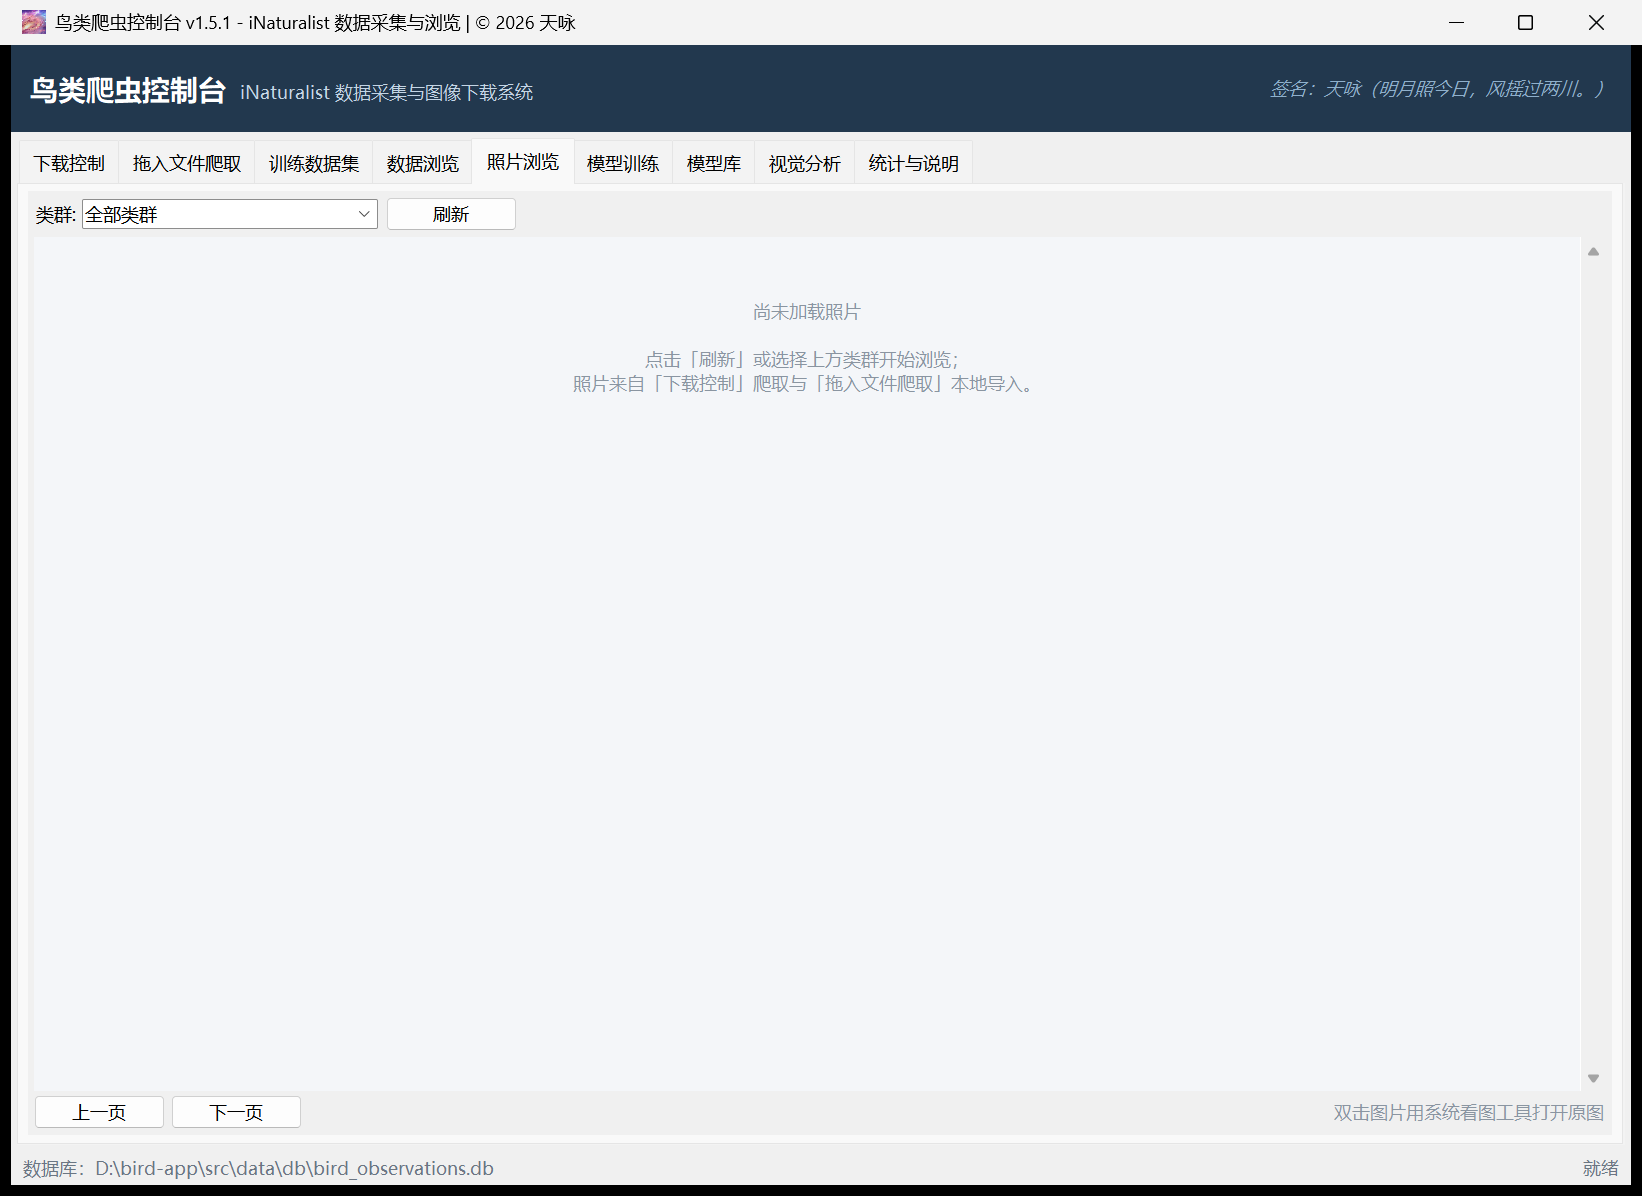 鸟类爬虫控制台 v1.5.1 - iNaturalist 数据采集与浏览 | © 2026 天咏
鸟类爬虫控制台 iNaturalist 数据采集与图像下载系统
签名：天咏（明月照今日，风摇过两川。）
下载控制 拖入文件爬取 训练数据集 数据浏览 照片浏览 模型训练 模型库 视觉分析 统计与说明
类群: 全部类群 刷新
尚未加载照片
点击「刷新」或选择上方类群开始浏览；
照片来自「下载控制」爬取与「拖入文件爬取」本地导入。
上一页 下一页 双击图片用系统看图工具打开原图
数据库：D:\bird-app\src\data\db\bird_observations.db 就绪